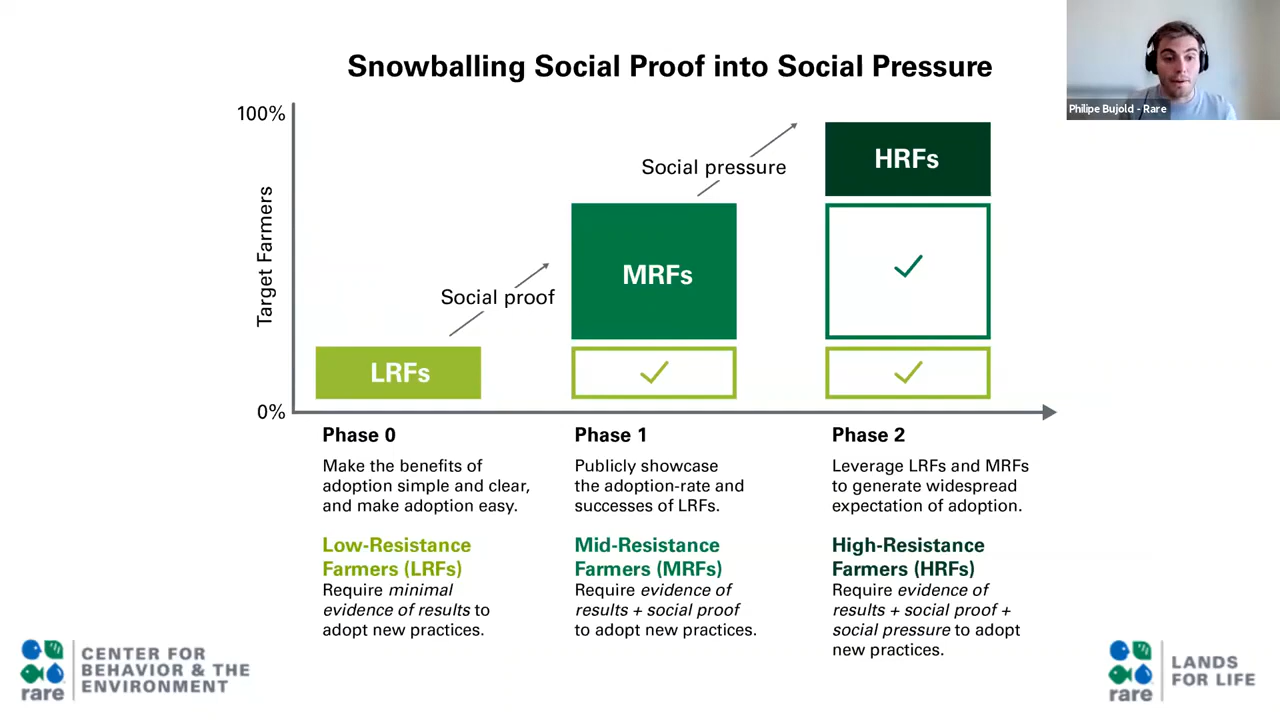 Snowballing Social Proof into Social Pressure
Philipe Bujold - Rare
100%
Target Farmers
0%
LRFs
Social proof
MRFs
Social pressure
HRFs
Phase 0
Make the benefits of
adoption simple and clear,
and make adoption easy.
Low-Resistance
Farmers (LRFs)
Require minimal
evidence of results to
adopt new practices.
Phase 1
Publicly showcase
the adoption-rate and
successes of LRFs.
Mid-Resistance
Farmers (MRFs)
Require evidence of
results + social proof
to adopt new practices.
Phase 2
Leverage LRFs and MRFs
to generate widespread
expectation of adoption.
High-Resistance
Farmers (HRFs)
Require evidence of
results + social proof +
social pressure to adopt
new practices.
rare
CENTER FOR
BEHAVIOR & THE
ENVIRONMENT
rare
LANDS
FOR LIFE